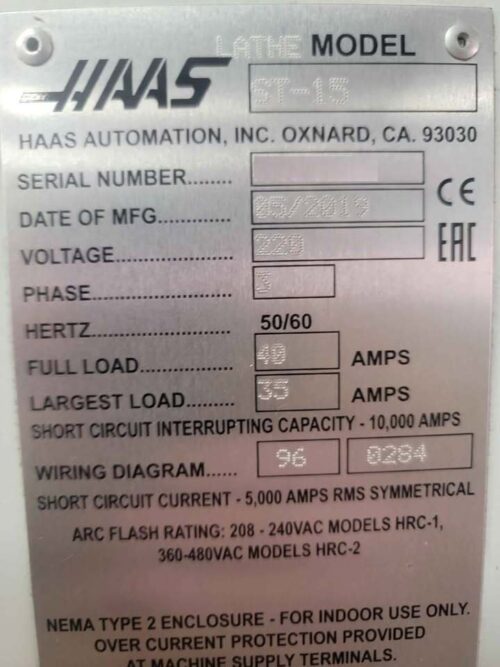 LATHE MODEL
HAAS ST-15
HAAS AUTOMATION, INC. OXNARD, CA. 93030
SERIAL NUMBER........
DATE OF MFG............. 05/2019
CE
VOLTAGE.................... 220
EAC
PHASE........................ 3
HERTZ......................... 50/60
FULL LOAD................ 40 AMPS
LARGEST LOAD......... 35 AMPS
SHORT CIRCUIT INTERRUPTING CAPACITY - 10,000 AMPS
WIRING DIAGRAM...... 96 0284
SHORT CIRCUIT CURRENT - 5,000 AMPS RMS SYMMETRICAL
ARC FLASH RATING: 208 - 240VAC MODELS HRC-1,
360-480VAC MODELS HRC-2
NEMA TYPE 2 ENCLOSURE - FOR INDOOR USE ONLY.
OVER CURRENT PROTECTION PROVIDED
AT MACHINE SUPPLY TERMINALS.